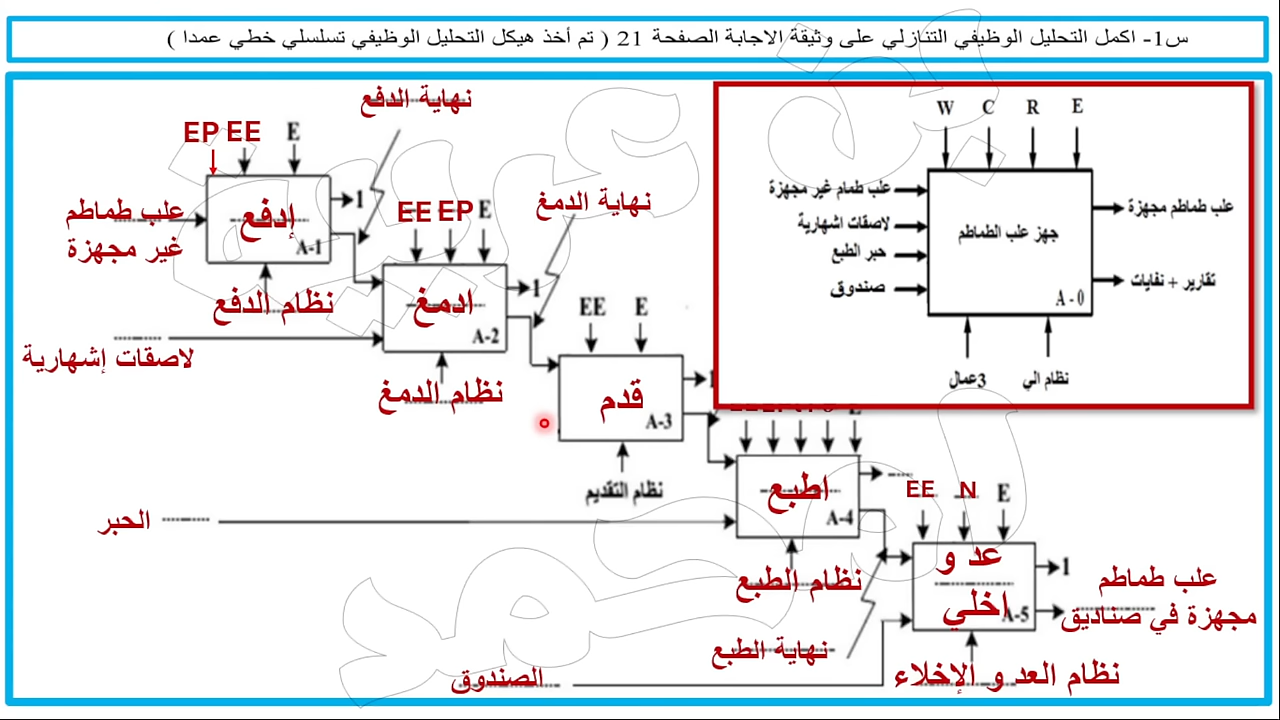 س1- اكمل التحليل الوظيفي التنازلي على وثيقة الاجابة الصفحة 21 ( تم أخذ هيكل التحليل الوظيفي تسلسلي خطي عمدا )
نهاية الدفع
EP EE E
علب طماطم
غير مجهزة
إدفع
A-1
1
نظام الدفع
EE EP E
نهاية الدمغ
ادمغ
A-2
1
لاصقات إشهارية
نظام الدمغ
EE E
قدم
A-3
نظام التقديم
W C R E
علب طمام غير مجهزة
لاصقات اشهارية
حبر الطبع
صندوق
جهز علب الطماطم
A - 0
علب طماطم مجهزة
تقارير + نفايات
3عمال
نظام الي
اطبع
A-4
الحبر
نظام الطبع
نهاية الطبع
EE N E
عد و
اخلي
A-5
1
علب طماطم
مجهزة في صناديق
الصندوق
نظام العد و الإخلاء